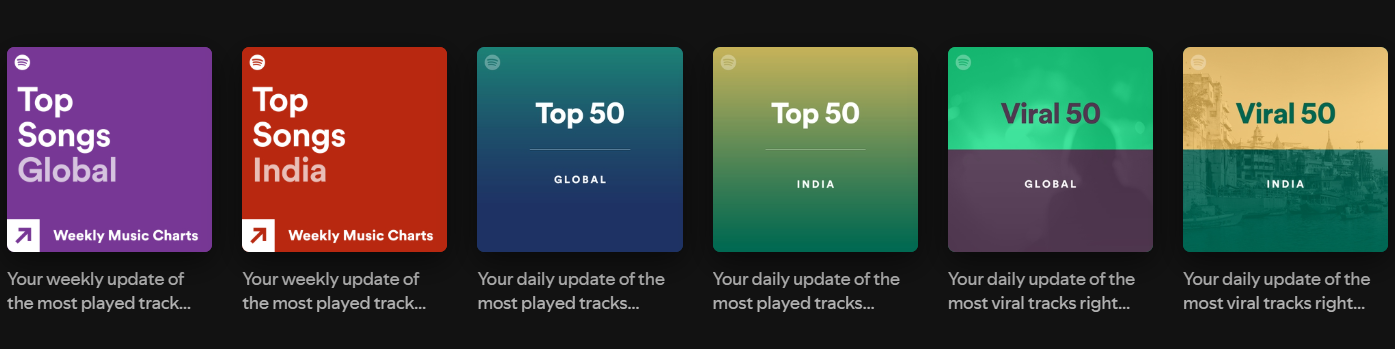 Top
Songs
Global
Weekly Music Charts
Your weekly update of
the most played track...
Top
Songs
India
Weekly Music Charts
Your weekly update of
the most played track...
Top 50
GLOBAL
Your daily update of the
most played tracks...
Top 50
INDIA
Your daily update of the
most played tracks...
Viral 50
GLOBAL
Your daily update of the
most viral tracks right...
Viral 50
INDIA
Your daily update of the
most viral tracks right...